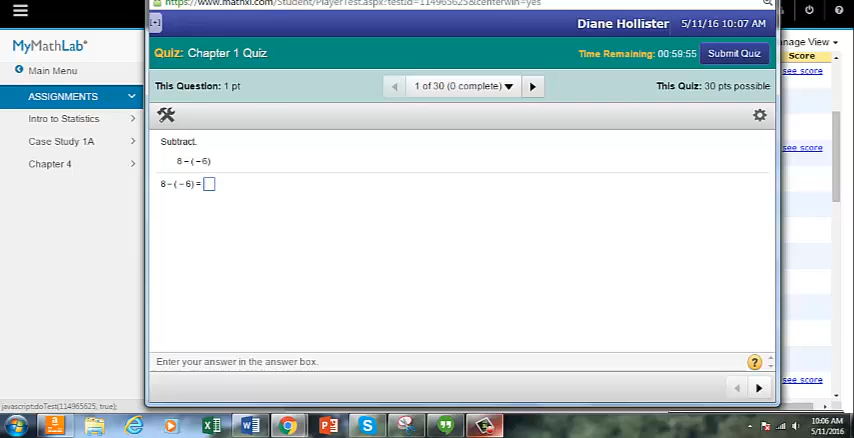 https://www.mathxl.com/Student/PlayerTest.aspx?testId=114965625&centerwin=yes
[+]
Diane Hollister 5/11/16 10:07 AM
MyMathLab
Quiz: Chapter 1 Quiz
Time Remaining: 00:59:55 Submit Quiz
Manage View
Score
see score
Main Menu
This Question: 1 pt
1 of 30 (0 complete)
This Quiz: 30 pts possible
ASSIGNMENTS
Intro to Statistics
Case Study 1A
Chapter 4
Subtract.
8 – ( – 6)
8 – ( – 6) =
see score
Enter your answer in the answer box.
?
see score
javascript:doTest(114965625, true);
10:06 AM
5/11/2016